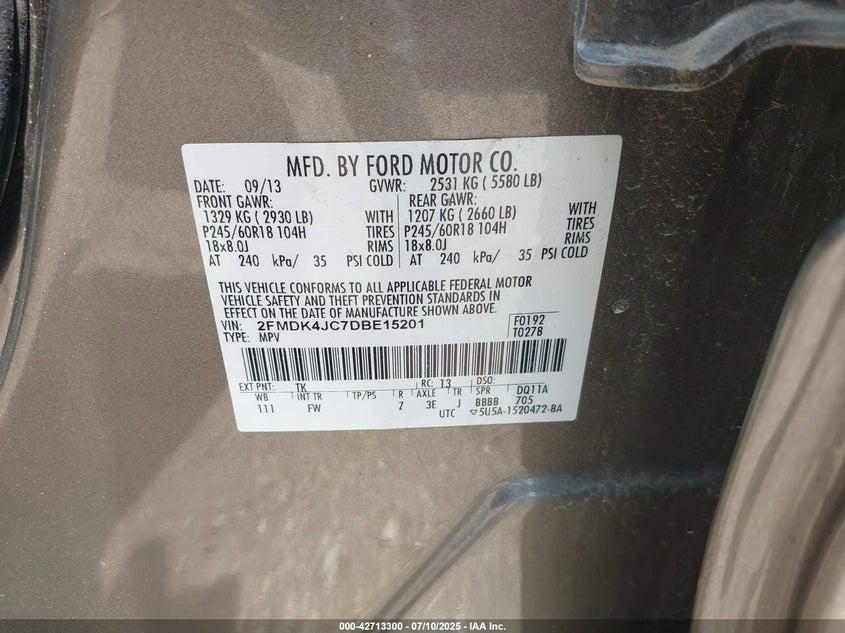 MFD. BY FORD MOTOR CO.
DATE: 09/13 GVWR: 2531 KG ( 5580 LB)
FRONT GAWR: REAR GAWR:
1329 KG ( 2930 LB) WITH 1207 KG ( 2660 LB) WITH
P245/60R18 104H TIRES P245/60R18 104H TIRES
18x8.0J RIMS 18x8.0J RIMS
AT 240 kPa/ 35 PSI COLD AT 240 kPa/ 35 PSI COLD
THIS VEHICLE CONFORMS TO ALL APPLICABLE FEDERAL MOTOR
VEHICLE SAFETY AND THEFT PREVENTION STANDARDS IN
EFFECT ON THE DATE OF MANUFACTURE SHOWN ABOVE.
VIN: 2FMDK4JC7DBE15201 F0192
TYPE: MPV T0278
EXT PNT: TK RC: 13 DSO:
WB INT TR TP/PS R AXLE TR SPR DQ11A
111 FW Z 3E J BBBB 705
UTC ▽5U5A-1520472-BA
000-42713300 - 07/10/2025 - IAA Inc.